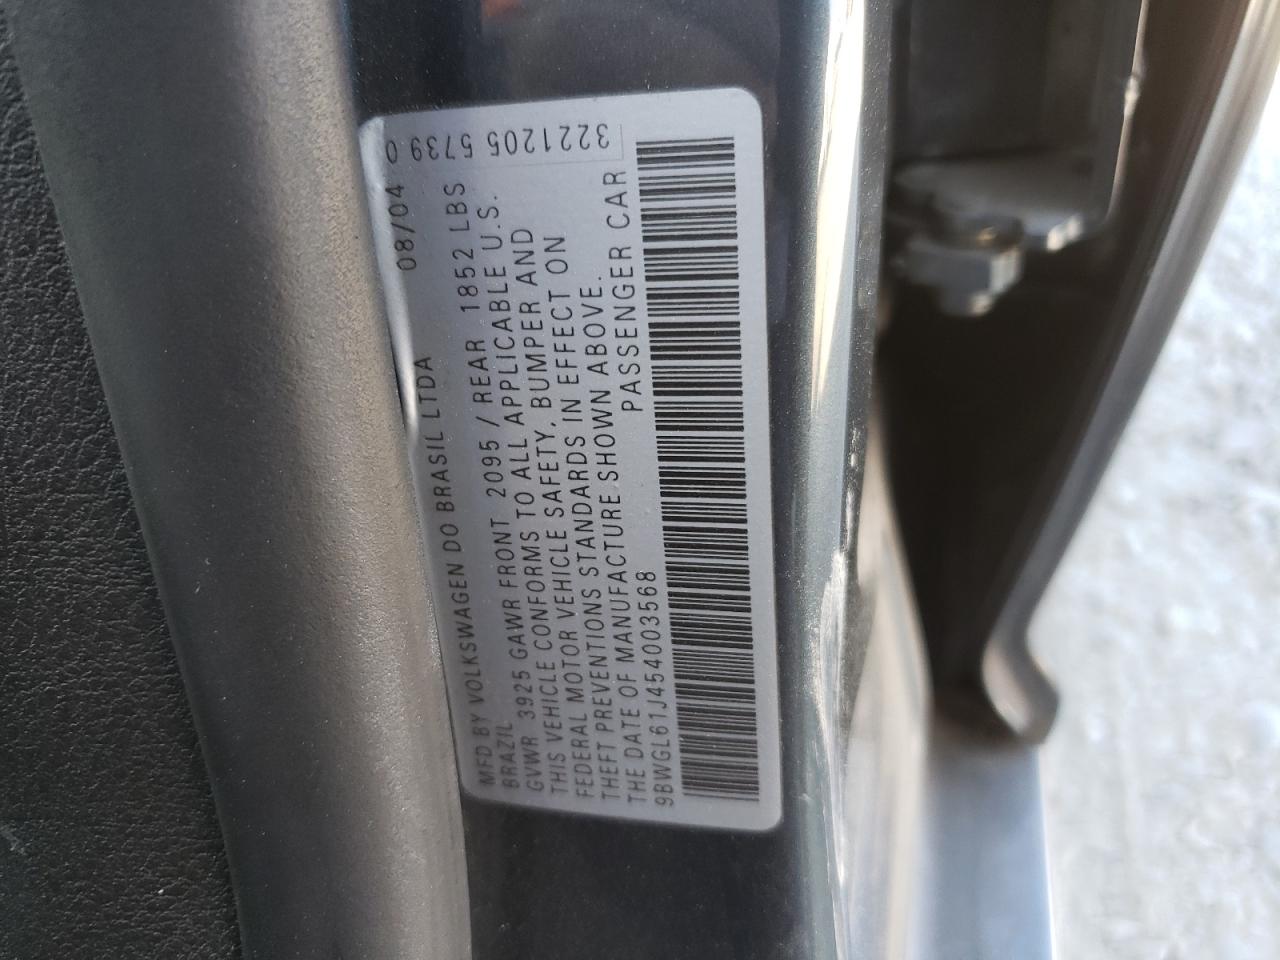 MFD BY VOLKSWAGEN DO BRASIL LTDA 08/04
BRAZIL
GVWR 3925 GAWR FRONT 2095 / REAR 1852 LBS
THIS VEHICLE CONFORMS TO ALL APPLICABLE U.S.
FEDERAL MOTOR VEHICLE SAFETY, BUMPER AND
THEFT PREVENTIONS STANDARDS IN EFFECT ON
THE DATE OF MANUFACTURE SHOWN ABOVE.
9BWGL61J454003568 PASSENGER CAR
3221205 5739 0